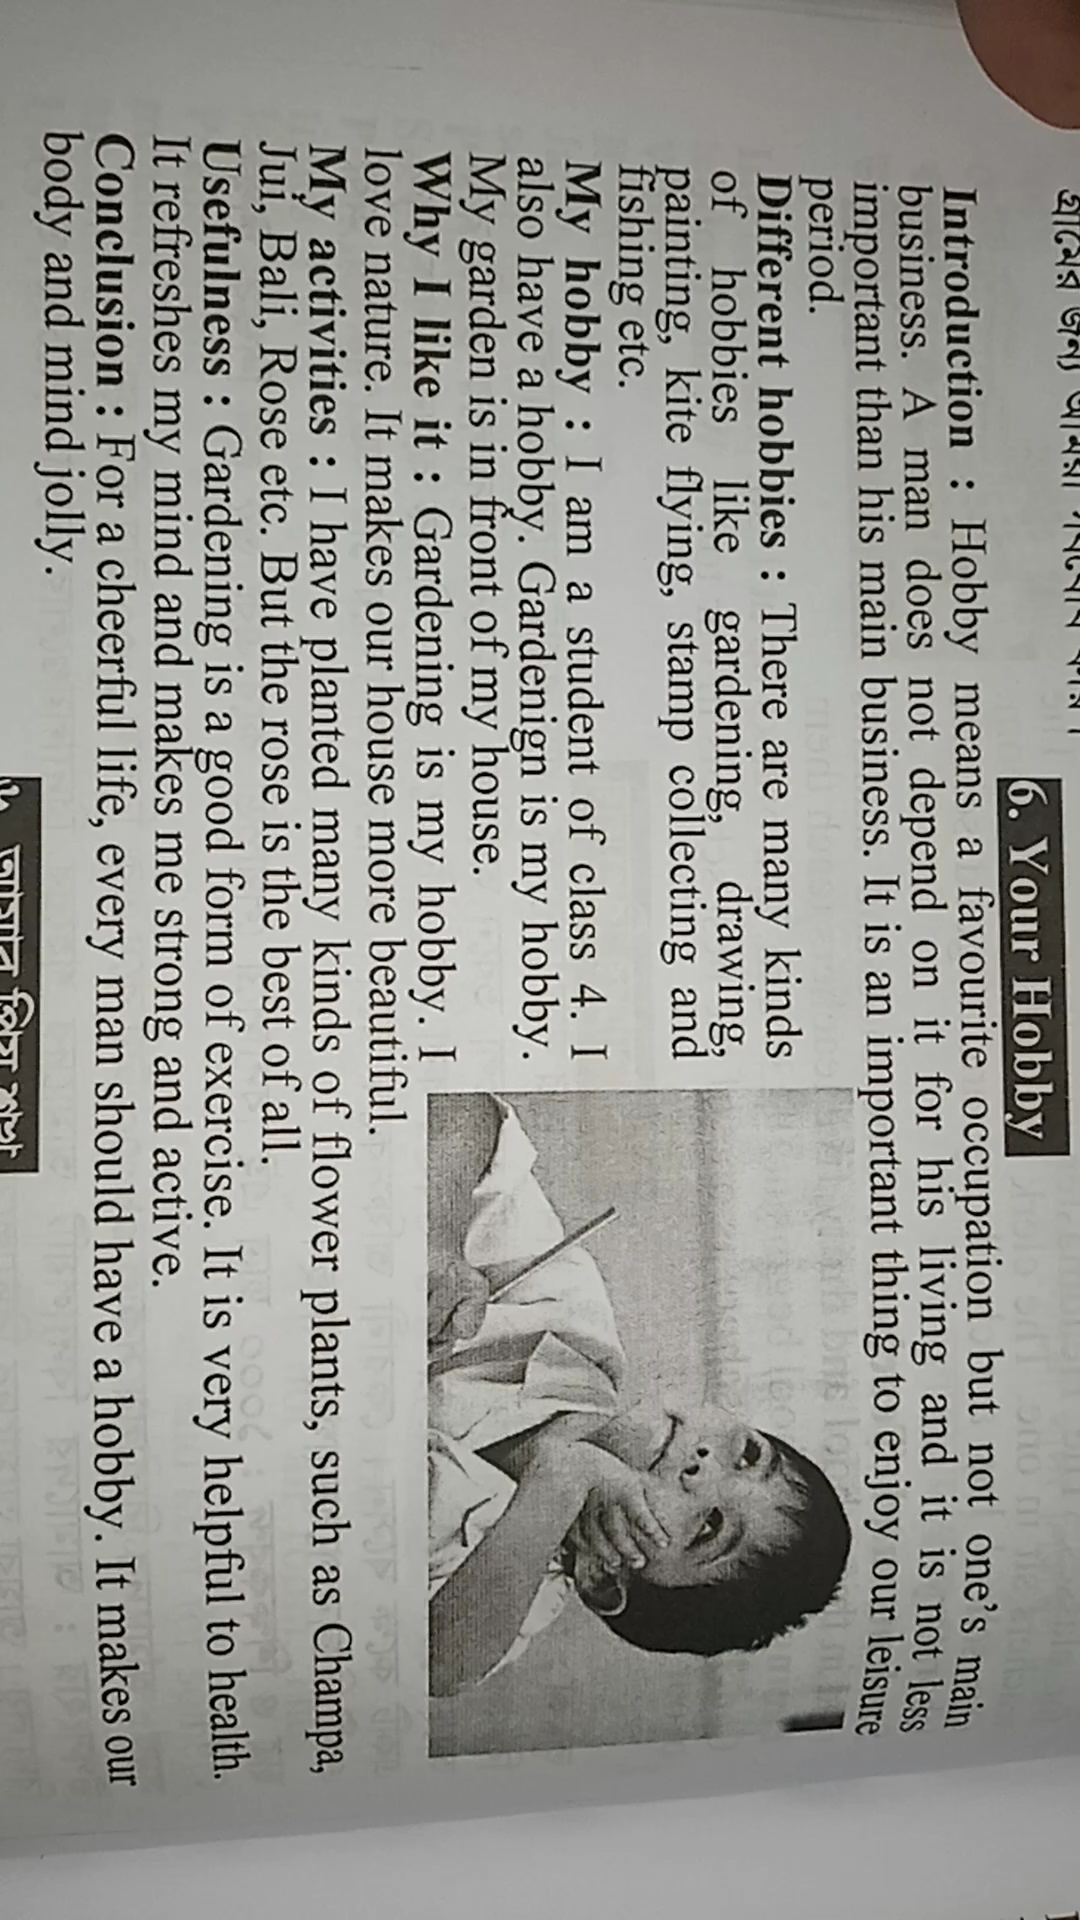 গ্রামের জন্য আমরা
6. Your Hobby
Introduction : Hobby means a favourite occupation but not one's main
business. A man does not depend on it for his living and it is not less
important than his main business. It is an important thing to enjoy our leisure
period.
Different hobbies : There are many kinds
of hobbies like gardening, drawing,
painting, kite flying, stamp collecting and
fishing etc.
My hobby : I am a student of class 4. I
also have a hobby. Gardenign is my hobby.
My garden is in front of my house.
Why I like it : Gardening is my hobby. I
love nature. It makes our house more beautiful.
My activities : I have planted many kinds of flower plants, such as Champa,
Jui, Bali, Rose etc. But the rose is the best of all.
Usefulness : Gardening is a good form of exercise. It is very helpful to health.
It refreshes my mind and makes me strong and active.
Conclusion : For a cheerful life, every man should have a hobby. It makes our
body and mind jolly.
৬. আমার প্রিয় শখ